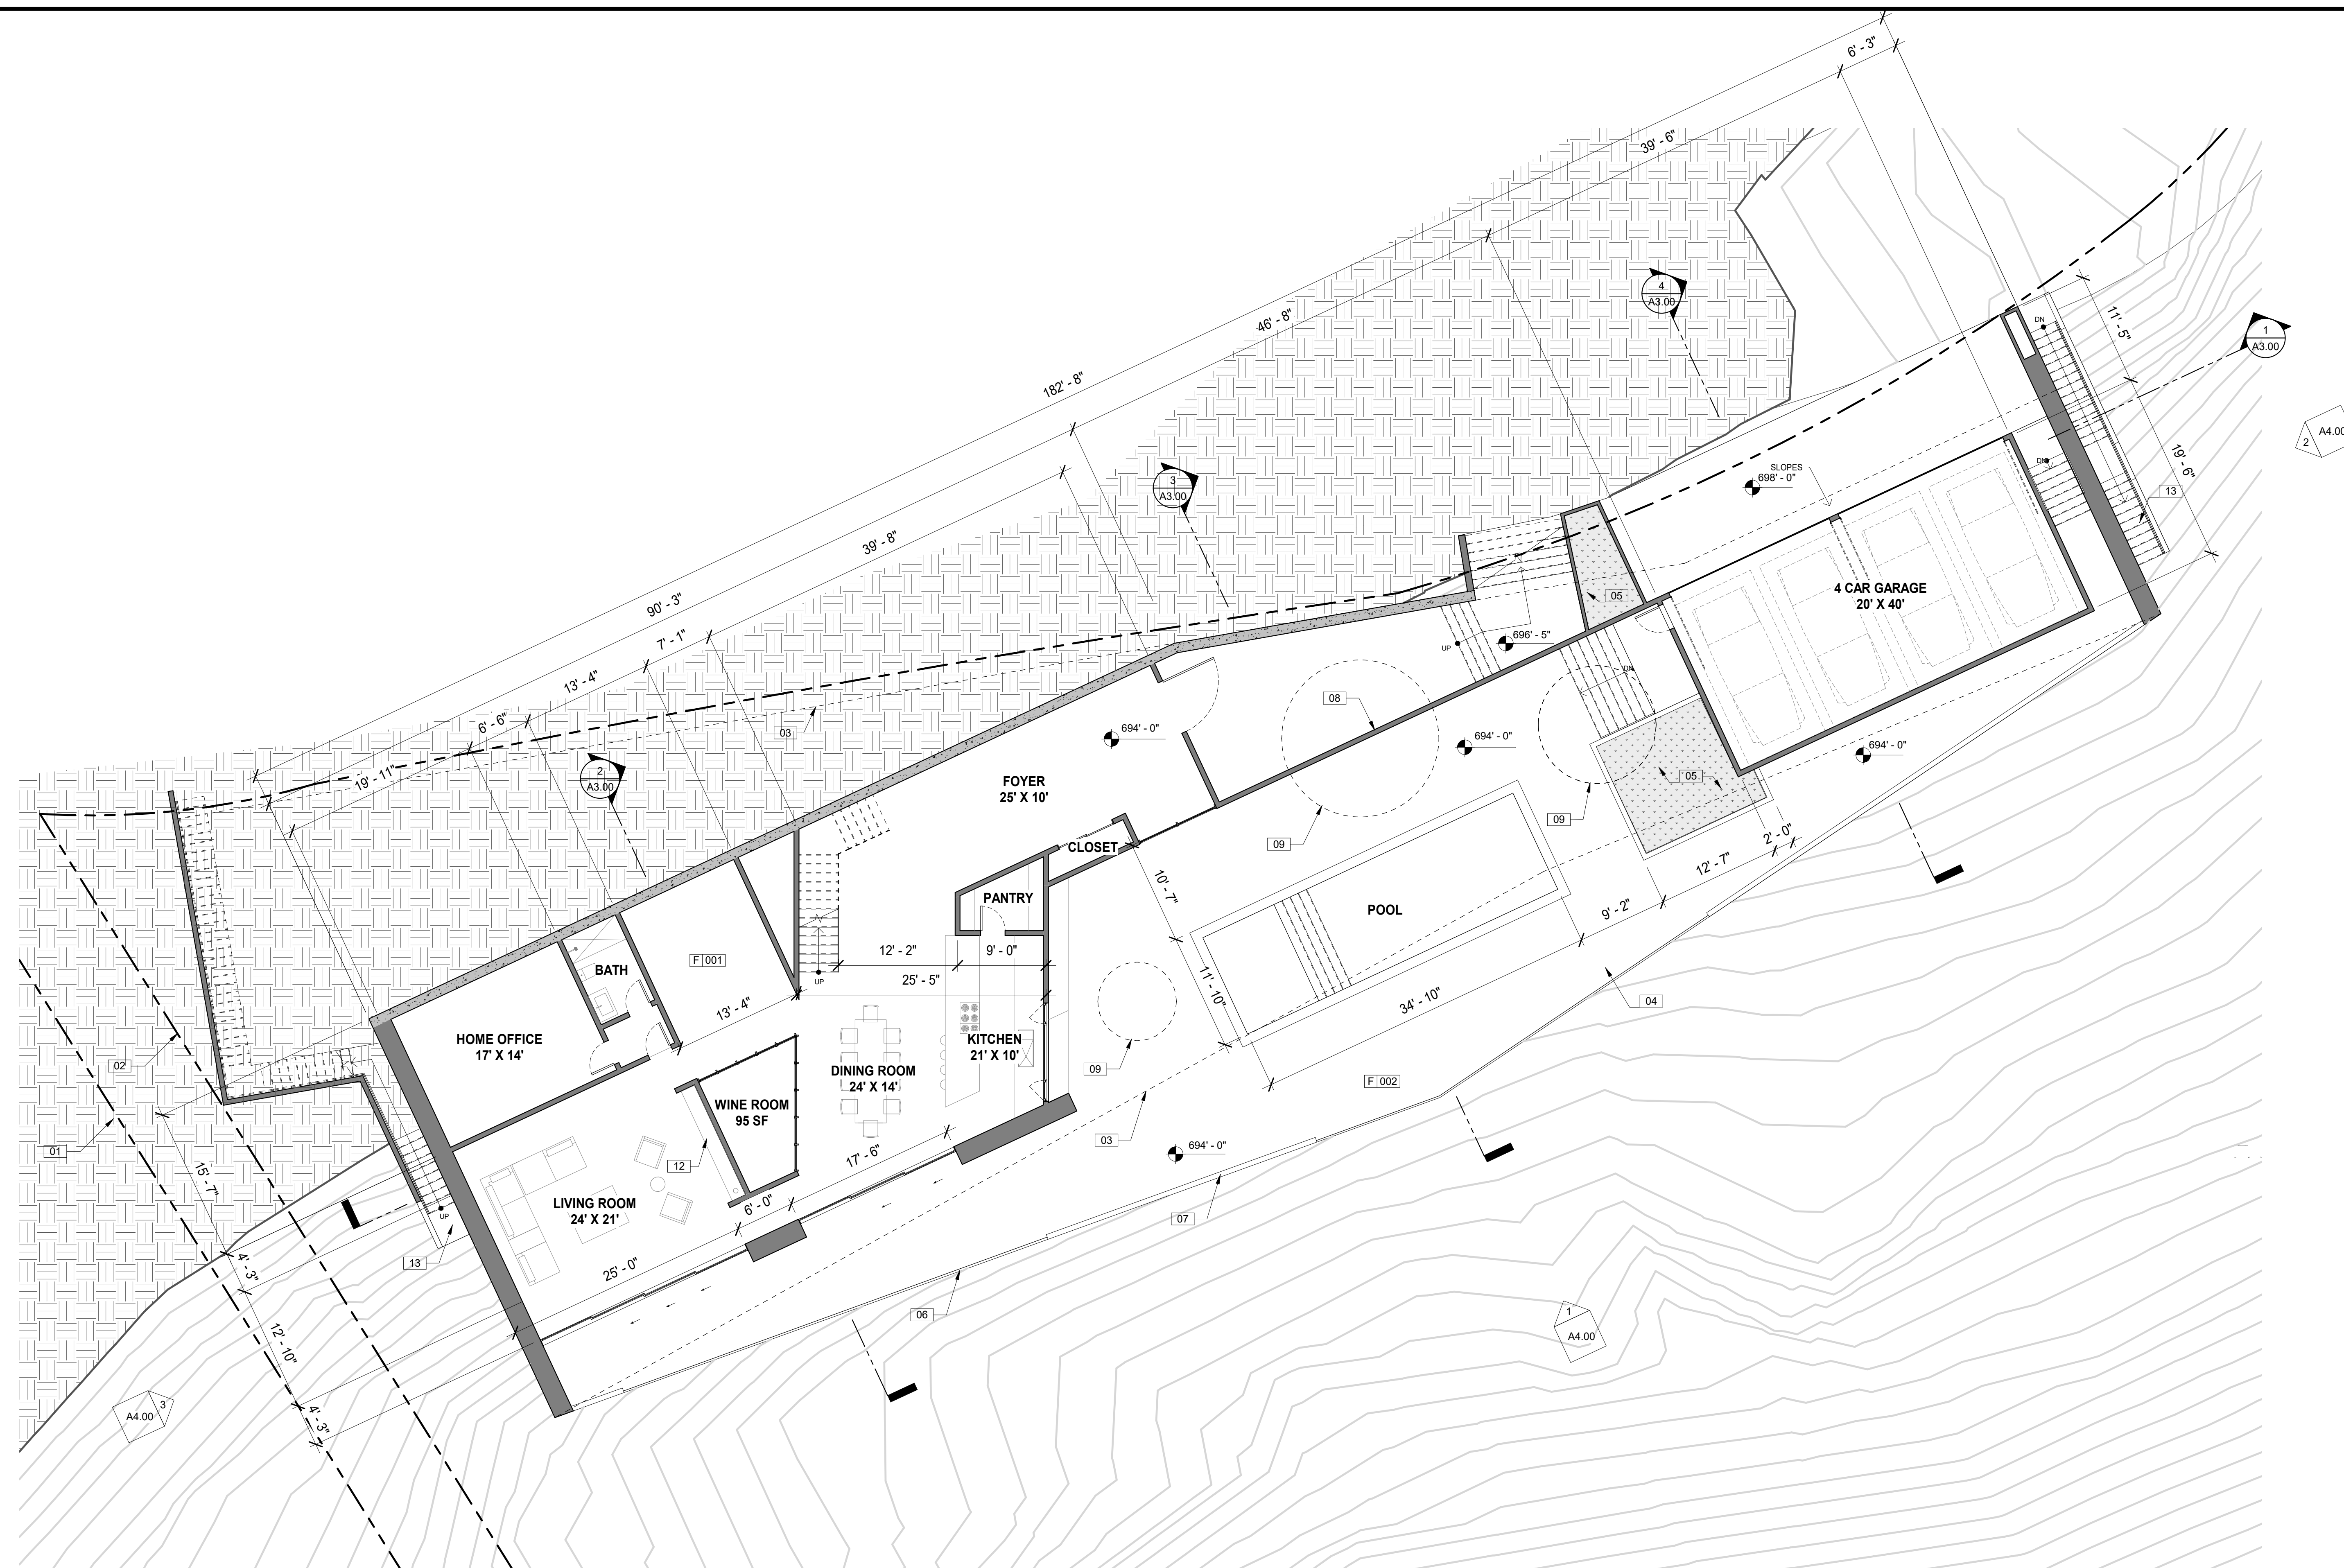 6' - 3"
39' - 6"
4
A3.00
46' - 8"
11' - 5"
DN
1
A3.00
182' - 8"
A4.00
2
SLOPES
698' - 0"
DN
19' - 6"
13
3
A3.00
39' - 8"
4 CAR GARAGE
20' X 40'
05
90' - 3"
7' - 1"
696' - 5"
UP
DN
13' - 4"
08
6' - 6"
03
694' - 0"
694' - 0"
694' - 0"
2
A3.00
19' - 11"
FOYER
25' X 10'
05
09
09
CLOSET
2' - 0"
12' - 7"
10' - 7"
PANTRY
POOL
9' - 2"
12' - 2"
9' - 0"
F 001
BATH
UP
25' - 5"
11' - 10"
34' - 10"
04
13' - 4"
HOME OFFICE
17' X 14'
KITCHEN
21' X 10'
02
DINING ROOM
24' X 14'
09
F 002
WINE ROOM
95 SF
01
03
694' - 0"
12
17' - 6"
15' - 7"
LIVING ROOM
24' X 21'
6' - 0"
UP
07
13
4' - 3"
25' - 0"
06
1
A4.00
12' - 10"
3
A4.00
4' - 3"